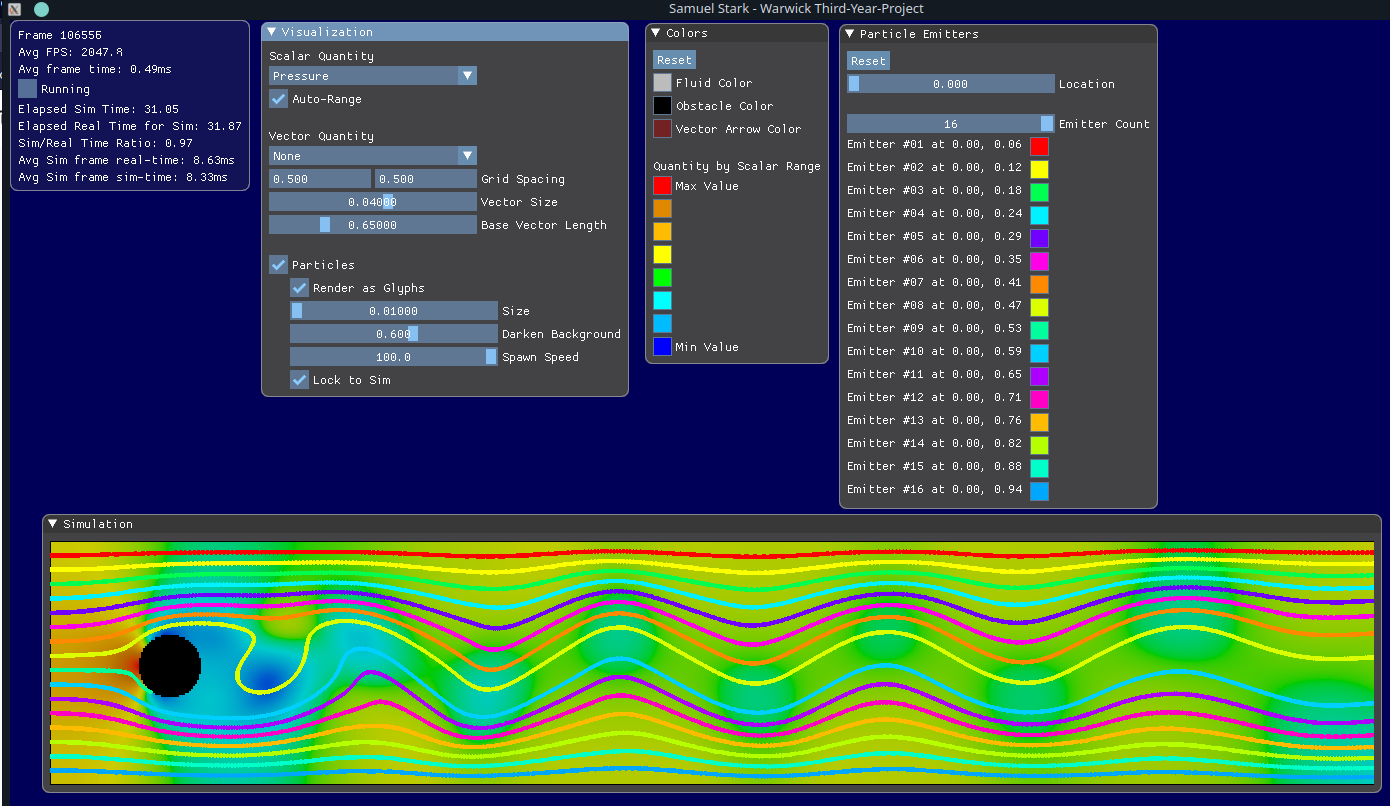 Samuel Stark - Warwick Third-Year-Project
Frame 106555
Avg FPS: 2047.8
Avg frame time: 0.49ms
Running
Elapsed Sim Time: 31.05
Elapsed Real Time for Sim: 31.87
Sim/Real Time Ratio: 0.97
Avg Sim frame real-time: 8.63ms
Avg Sim frame sim-time: 8.33ms
Visualization
Scalar Quantity
Pressure
Auto-Range
Vector Quantity
None
0.500 0.500 Grid Spacing
0.04000 Vector Size
0.65000 Base Vector Length
Particles
Render as Glyphs
0.01000 Size
0.600 Darken Background
100.0 Spawn Speed
Lock to Sim
Colors
Reset
Fluid Color
Obstacle Color
Vector Arrow Color
Quantity by Scalar Range
Max Value
Min Value
Particle Emitters
Reset
0.000 Location
16 Emitter Count
Emitter #01 at 0.00, 0.06
Emitter #02 at 0.00, 0.12
Emitter #03 at 0.00, 0.18
Emitter #04 at 0.00, 0.24
Emitter #05 at 0.00, 0.29
Emitter #06 at 0.00, 0.35
Emitter #07 at 0.00, 0.41
Emitter #08 at 0.00, 0.47
Emitter #09 at 0.00, 0.53
Emitter #10 at 0.00, 0.59
Emitter #11 at 0.00, 0.65
Emitter #12 at 0.00, 0.71
Emitter #13 at 0.00, 0.76
Emitter #14 at 0.00, 0.82
Emitter #15 at 0.00, 0.88
Emitter #16 at 0.00, 0.94
Simulation